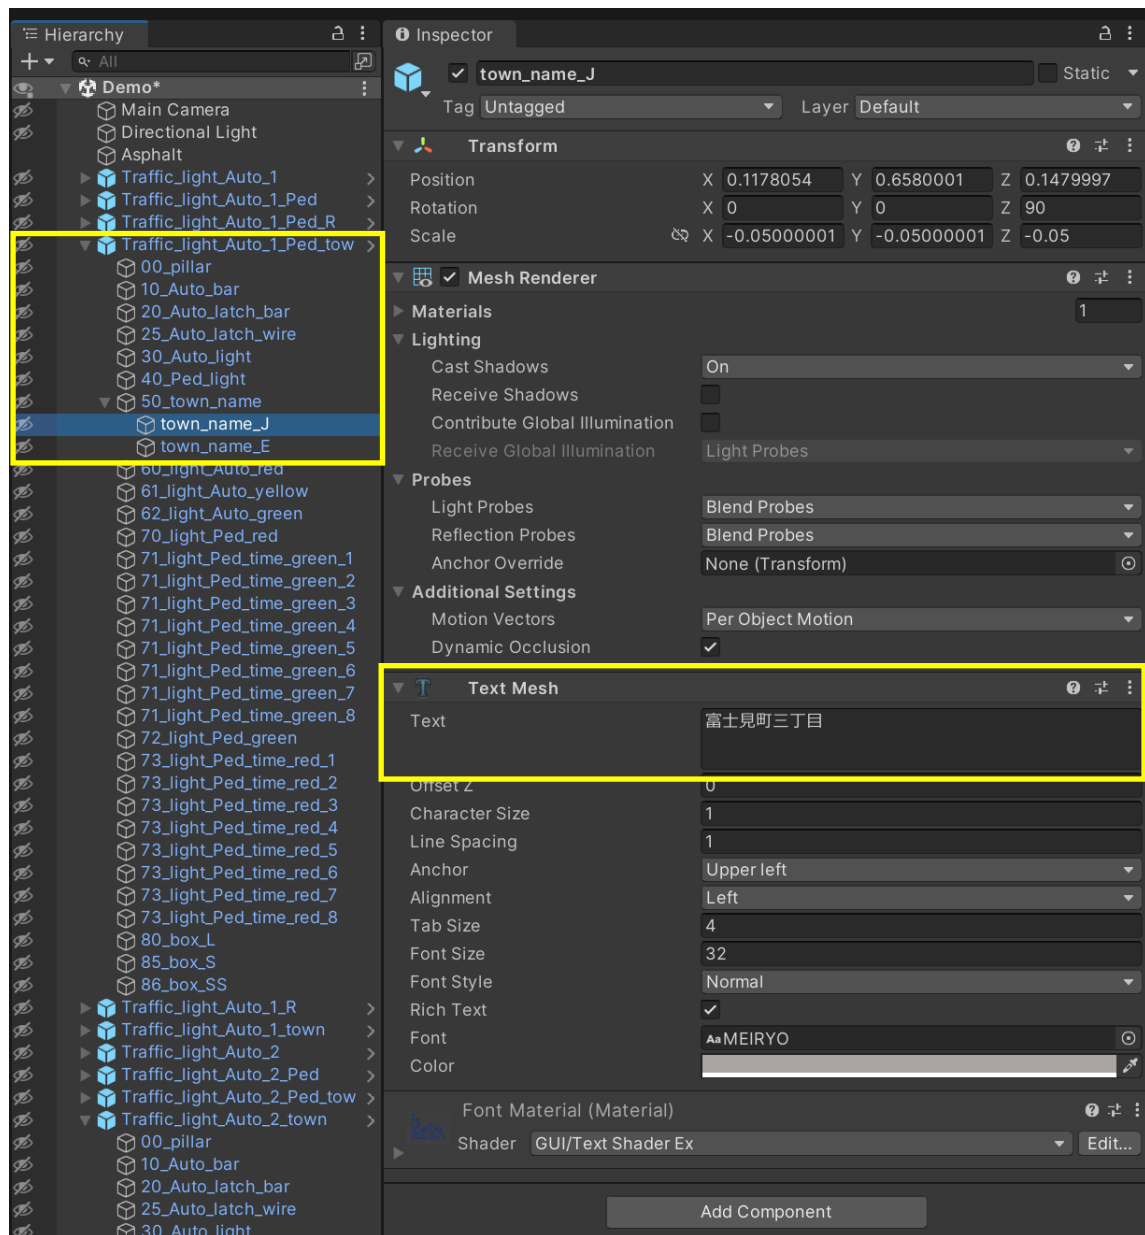 Hierarchy
All
Demo*
Main Camera
Directional Light
Asphalt
Traffic_light_Auto_1
Traffic_light_Auto_1_Ped
Traffic_light_Auto_1_Ped_R
Traffic_light_Auto_1_Ped_tow
00_pillar
10_Auto_bar
20_Auto_latch_bar
25_Auto_latch_wire
30_Auto_light
40_Ped_light
50_town_name
town_name_J
town_name_E
60_light_Auto_red
61_light_Auto_yellow
62_light_Auto_green
70_light_Ped_red
71_light_Ped_time_green_1
71_light_Ped_time_green_2
71_light_Ped_time_green_3
71_light_Ped_time_green_4
71_light_Ped_time_green_5
71_light_Ped_time_green_6
71_light_Ped_time_green_7
71_light_Ped_time_green_8
72_light_Ped_green
73_light_Ped_time_red_1
73_light_Ped_time_red_2
73_light_Ped_time_red_3
73_light_Ped_time_red_4
73_light_Ped_time_red_5
73_light_Ped_time_red_6
73_light_Ped_time_red_7
73_light_Ped_time_red_8
80_box_L
85_box_S
86_box_SS
Traffic_light_Auto_1_R
Traffic_light_Auto_1_town
Traffic_light_Auto_2
Traffic_light_Auto_2_Ped
Traffic_light_Auto_2_Ped_tow
Traffic_light_Auto_2_town
00_pillar
10_Auto_bar
20_Auto_latch_bar
25_Auto_latch_wire
30_Auto_light
Inspector
town_name_J Static
Tag Untagged Layer Default
Transform
Position X 0.1178054 Y 0.6580001 Z 0.1479997
Rotation X 0 Y 0 Z 90
Scale X -0.05000001 Y -0.05000001 Z -0.05
Mesh Renderer
Materials 1
Lighting
Cast Shadows On
Receive Shadows
Contribute Global Illumination
Receive Global Illumination Light Probes
Probes
Light Probes Blend Probes
Reflection Probes Blend Probes
Anchor Override None (Transform)
Additional Settings
Motion Vectors Per Object Motion
Dynamic Occlusion
Text Mesh
Text 富士見町三丁目
Offset Z 0
Character Size 1
Line Spacing 1
Anchor Upper left
Alignment Left
Tab Size 4
Font Size 32
Font Style Normal
Rich Text
Font Aa MEIRYO
Color
Font Material (Material)
Shader GUI/Text Shader Ex Edit...
Add Component